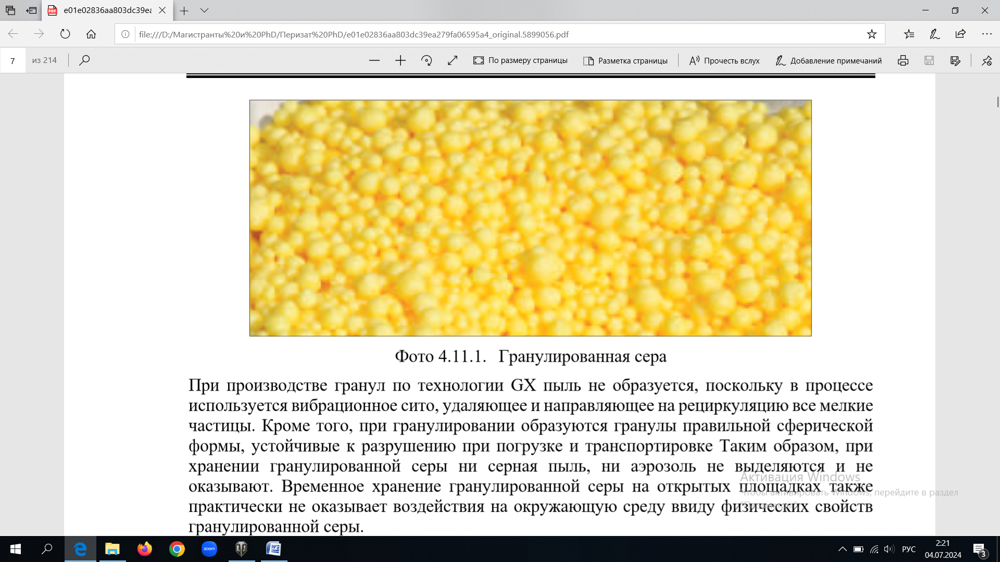 e01e02836aa803dc39ea
file:///D:/Магистранты%20и%20PhD/Перизат%20PhD/e01e02836aa803dc39ea279fa06595a4_original.5899056.pdf
7 из 214 По размеру страницы Разметка страницы Прочесть вслух Добавление примечаний
Фото 4.11.1. Гранулированная сера
При производстве гранул по технологии GX пыль не образуется, поскольку в процессе
используется вибрационное сито, удаляющее и направляющее на рециркуляцию все мелкие
частицы. Кроме того, при гранулировании образуются гранулы правильной сферической
формы, устойчивые к разрушению при погрузке и транспортировке Таким образом, при
хранении гранулированной серы ни серная пыль, ни аэрозоль не выделяются и не
оказывают. Временное хранение гранулированной серы на открытых площадках также
практически не оказывает воздействия на окружающую среду ввиду физических свойств
гранулированной серы.
Активация Windows
Чтобы активировать Windows, перейдите в раздел
"Параметры".
zoom
РУС
2:21
04.07.2024
3